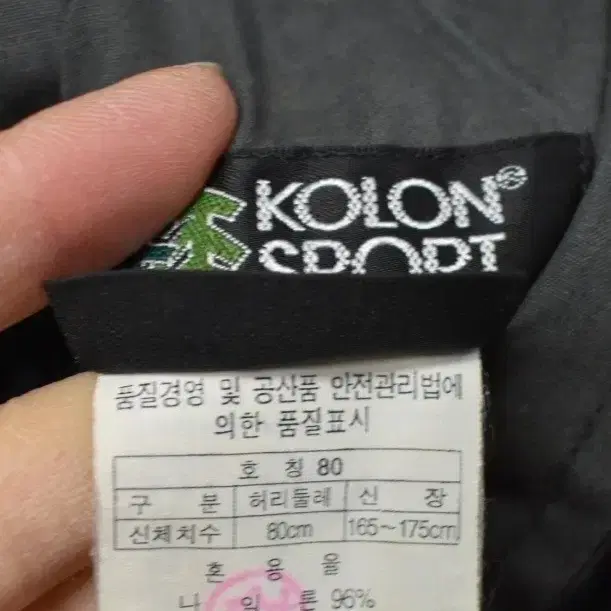 KOLON®
SPORT
품질경영 및 공산품 안전관리법에
의한 품질표시
호 칭 80
구 분 허리둘레 신 장
신체치수 80cm 165~175cm
혼 용 율
나 일 론 96%